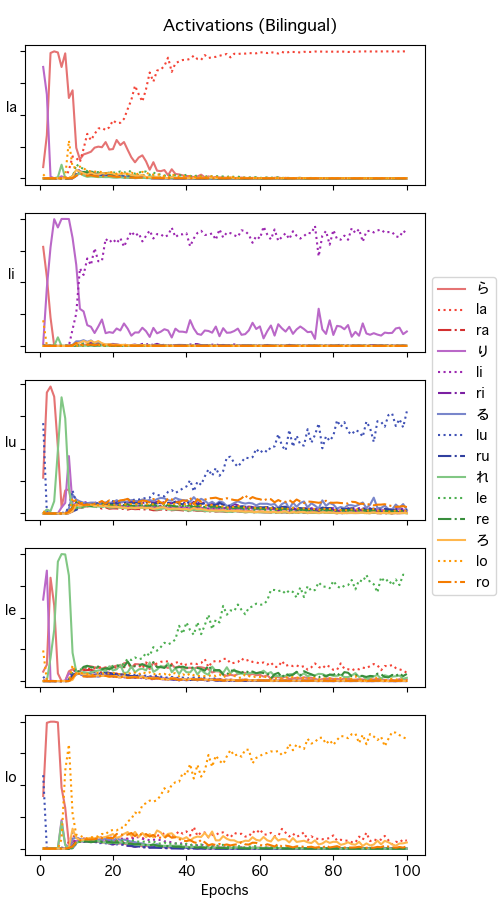 Activations (Bilingual)
la
li
lu
le
lo
0 20 40 60 80 100
Epochs
ら
la
ra
り
li
ri
る
lu
ru
れ
le
re
ろ
lo
ro